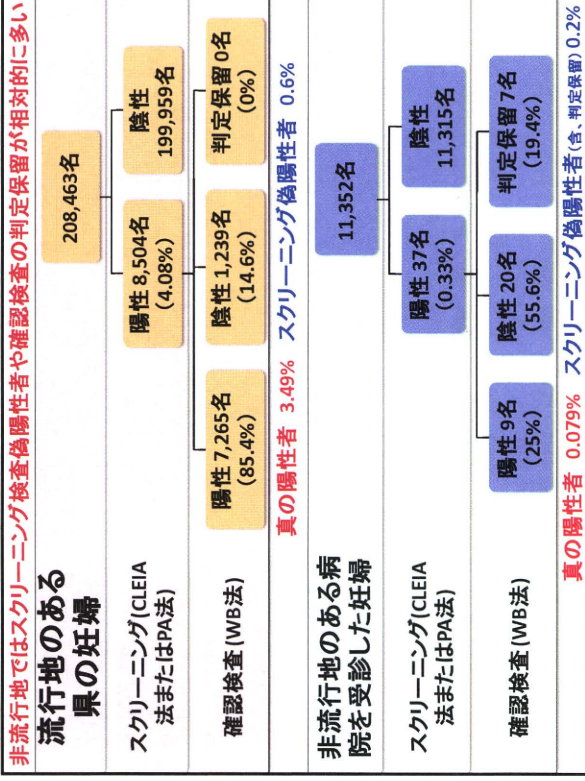 非流行地ではスクリーニング検査偽陽性者や確認検査の判定保留が相対的に多い
流行地のある
県の妊婦
208,463名
スクリーニング(CLEIA
法またはPA法)
陽性 8,504名
(4.08%)
陰性
199,959名
確認検査(WB法)
陽性 7,265名
(85.4%)
陰性 1,239名
(14.6%)
判定保留 0名
(0%)
真の陽性者 3.49% スクリーニング偽陽性者 0.6%
非流行地のある病
院を受診した妊婦
11,352名
スクリーニング(CLEIA
法またはPA法)
陽性 37名
(0.33%)
陰性
11,315名
確認検査(WB法)
陽性 9名
(25%)
陰性 20名
(55.6%)
判定保留 7名
(19.4%)
真の陽性者 0.079% スクリーニング偽陽性者(含、判定保留) 0.2%